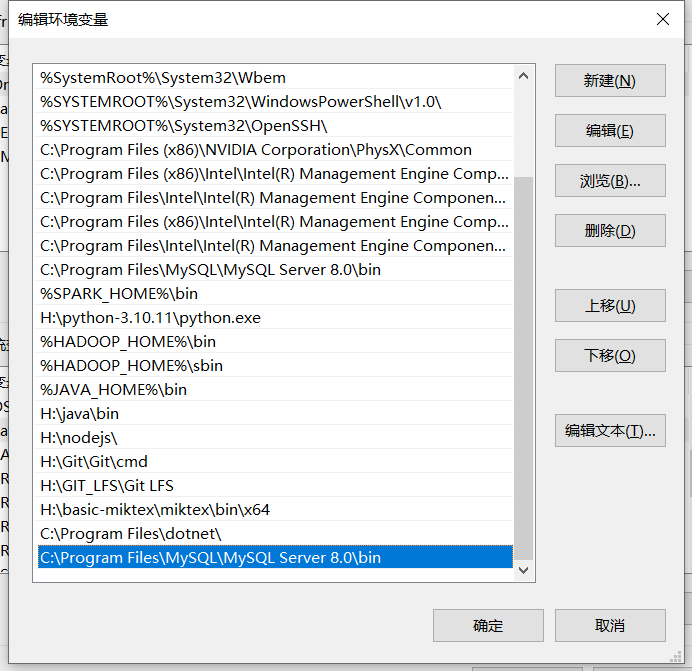 编辑环境变量
%SystemRoot%\System32\Wbem
%SYSTEMROOT%\System32\WindowsPowerShell\v1.0\
%SYSTEMROOT%\System32\OpenSSH\
C:\Program Files (x86)\NVIDIA Corporation\PhysX\Common
C:\Program Files (x86)\Intel\Intel(R) Management Engine Comp...
C:\Program Files\Intel\Intel(R) Management Engine Componen...
C:\Program Files (x86)\Intel\Intel(R) Management Engine Comp...
C:\Program Files\Intel\Intel(R) Management Engine Componen...
C:\Program Files\MySQL\MySQL Server 8.0\bin
%SPARK_HOME%\bin
H:\python-3.10.11\python.exe
%HADOOP_HOME%\bin
%HADOOP_HOME%\sbin
%JAVA_HOME%\bin
H:\java\bin
H:\nodejs\
H:\Git\Git\cmd
H:\GIT_LFS\Git LFS
H:\basic-miktex\miktex\bin\x64
C:\Program Files\dotnet\
C:\Program Files\MySQL\MySQL Server 8.0\bin
新建(N)
编辑(E)
浏览(B)...
删除(D)
上移(U)
下移(O)
编辑文本(T)...
确定
取消